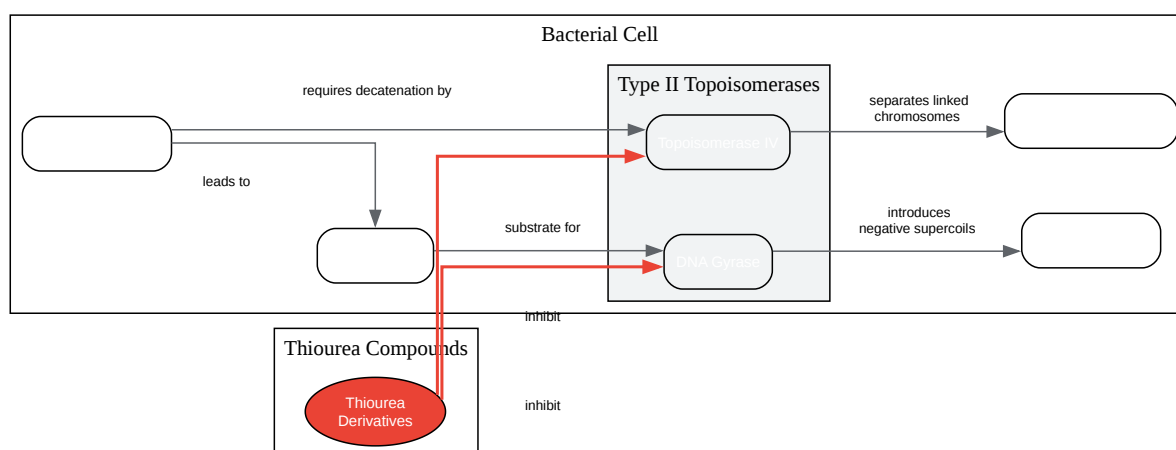 Bacterial Cell
Type II Topoisomerases
requires decatenation by
separates linked
chromosomes
Topoisomerase IV
leads to
substrate for
introduces
negative supercoils
DNA Gyrase
inhibit
Thiourea Compounds
Thiourea
Derivatives
inhibit